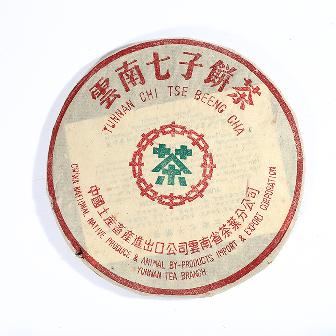 雲南七子餅茶
YUNNAN CHI TSE BEENG CHA
茶
中國土産畜産進出口公司雲南省茶葉分公司
CHINA NATIONAL NATIVE PRODUCE & ANIMAL BY-PRODUCTS IMPORT & EXPORT CORPORATION
YUNNAN TEA BRANCH